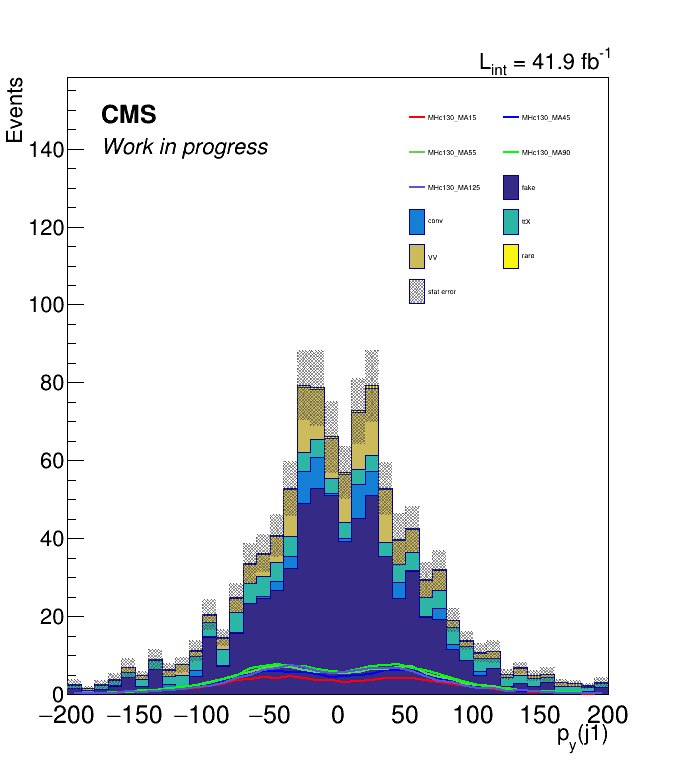 L_int = 41.9 fb^-1
Events
CMS
Work in progress
MHc130_MA15 MHc130_MA45
MHc130_MA55 MHc130_MA90
MHc130_MA125 fake
conv ttX
VV rare
stat error
140
120
100
80
60
40
20
0
−200 −150 −100 −50 0 50 100 150 200
p_y(j1)